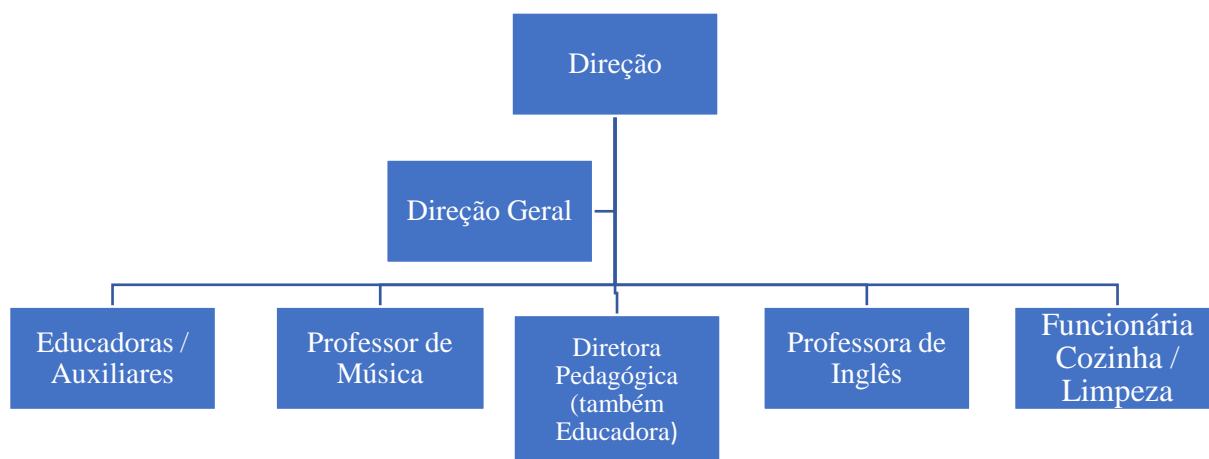 Direção
Direção Geral
Educadoras /
Auxiliares
Professor de
Música
Diretora
Pedagógica
(também
Educadora)
Professora de
Inglês
Funcionária
Cozinha /
Limpeza